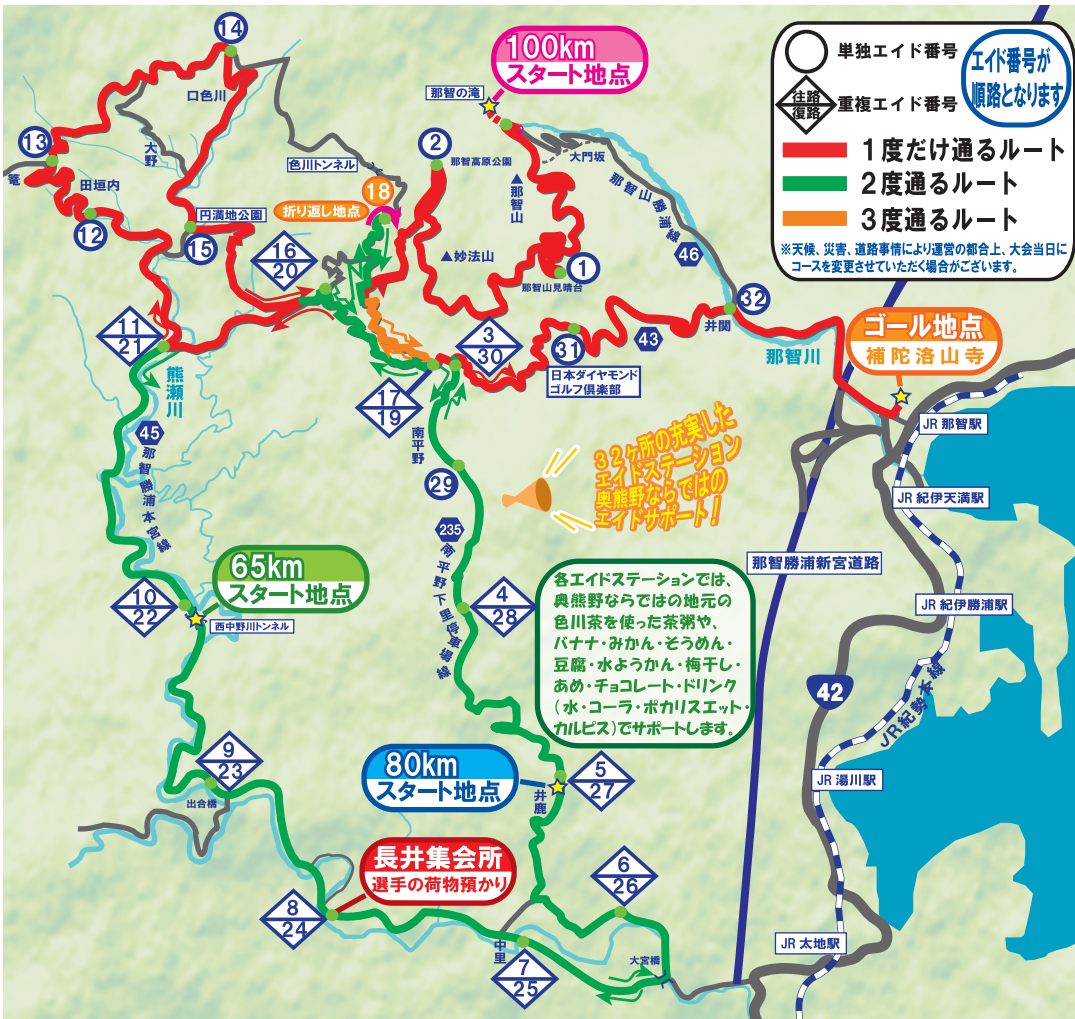 14
口色川
100km
スタート地点
那智の滝
単独エイド番号
往路
復路
重複エイド番号
エイド番号が
順路となります
1度だけ通るルート
2度通るルート
3度通るルート
※天候、災害、道路事情により運営の都合上、大会当日に
コースを変更させていただく場合がございます。
13
篭
大野
田垣内
12
円満地公園
15
色川トンネル
18
折り返し地点
2
那智高原公園
大門坂
▲那智山
那智山勝浦線
46
16
20
▲妙法山
1
那智山見晴台
32
井関
43
那智川
ゴール地点
補陀洛山寺
11
21
3
30
31
日本ダイヤモンド
ゴルフ倶楽部
熊瀬川
17
19
南平野
JR 那智駅
45
那智勝浦本宮線
29
32ヶ所の充実した
エイドステーション
奥熊野ならではの
エイドサポート!
JR 紀伊天満駅
235
南平野下里停車場線
那智勝浦新宮道路
65km
スタート地点
10
22
西中野川トンネル
4
28
各エイドステーションでは、
奥熊野ならではの地元の
色川茶を使った茶粥や、
バナナ・みかん・そうめん・
豆腐・水ようかん・梅干し・
あめ・チョコレート・ドリンク
(水・コーラ・ポカリスエット・
カルピス)でサポートします。
JR 紀伊勝浦駅
42
JR紀勢本線
9
23
出合橋
80km
スタート地点
井鹿
5
27
JR 湯川駅
長井集会所
選手の荷物預かり
6
26
8
24
中里
7
25
大宮橋
JR 太地駅